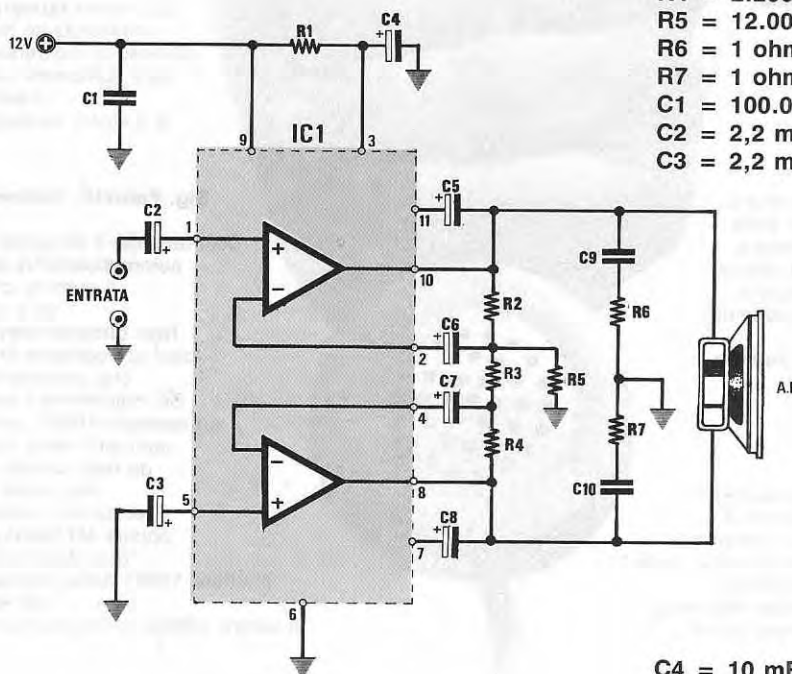 R5 = 12.00
R6 = 1 ohm
R7 = 1 ohm
C1 = 100.0
C2 = 2,2 m
C3 = 2,2 m
12V
R1
C4
+
C1
IC1
9
3
C2
+
1
+
-
ENTRATA
C5
+
11
10
R2
C6
+
2
R3
R5
C7
+
4
R4
-
+
8
C3
+
5
C8
+
7
6
C9
R6
R7
C10
C4 = 10 mF